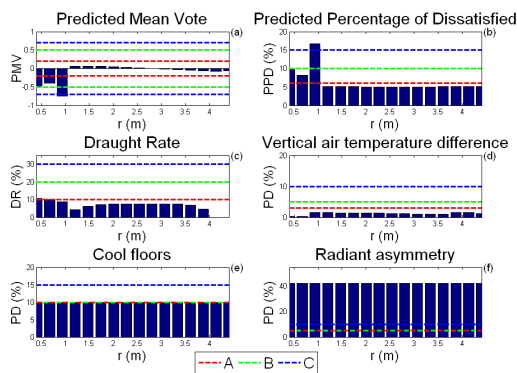 Predicted Mean Vote
Predicted Percentage of Dissatisfied
(a)
(b)
PMV
1
0.5
0
-0.5
-1
0.5 1 1.5 2 2.5 3 3.5 4
r (m)
PPD (%)
20
15
10
5
0
0.5 1 1.5 2 2.5 3 3.5 4
r (m)
Draught Rate
Vertical air temperature difference
(c)
(d)
DR (%)
30
20
10
0
0.5 1 1.5 2 2.5 3 3.5 4
r (m)
PD (%)
20
10
0
0.5 1 1.5 2 2.5 3 3.5 4
r (m)
Cool floors
Radiant asymmetry
(e)
(f)
PD (%)
20
15
10
5
0
0.5 1 1.5 2 2.5 3 3.5 4
r (m)
PD (%)
40
20
0
0.5 1 1.5 2 2.5 3 3.5 4
r (m)
A B C